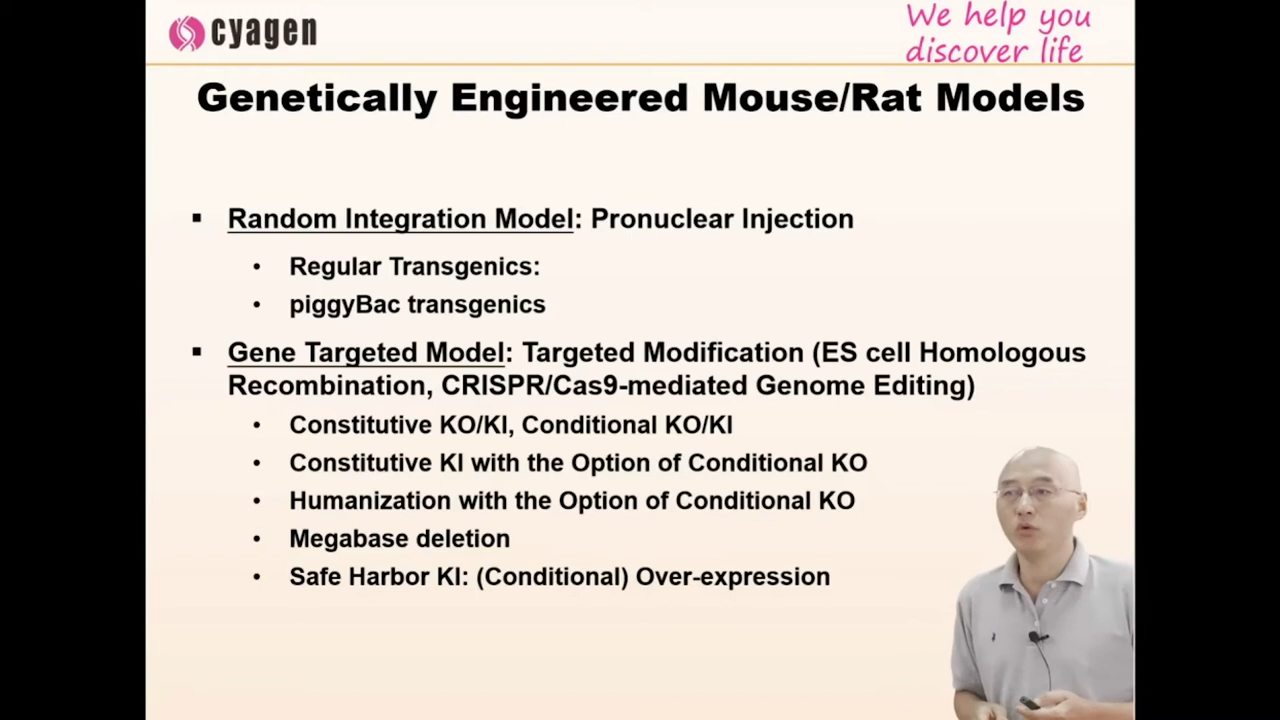 cyagen
We help you
discover life
Genetically Engineered Mouse/Rat Models
▪ Random Integration Model: Pronuclear Injection
• Regular Transgenics:
• piggyBac transgenics
▪ Gene Targeted Model: Targeted Modification (ES cell Homologous
Recombination, CRISPR/Cas9-mediated Genome Editing)
• Constitutive KO/KI, Conditional KO/KI
• Constitutive KI with the Option of Conditional KO
• Humanization with the Option of Conditional KO
• Megabase deletion
• Safe Harbor KI: (Conditional) Over-expression